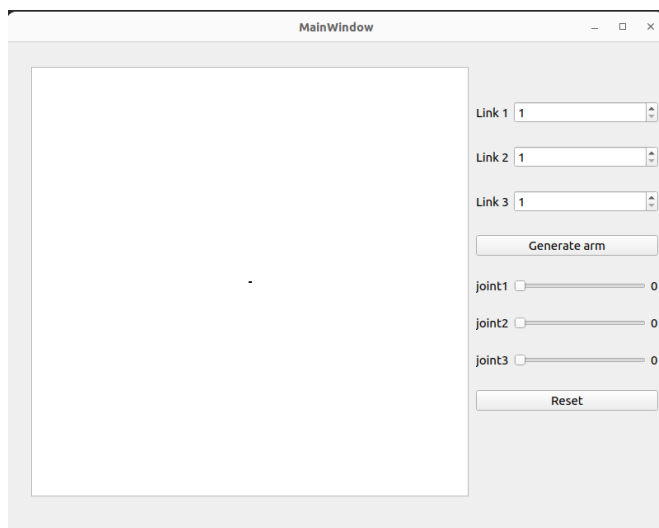 MainWindow
Link 1 1
Link 2 1
Link 3 1
Generate arm
joint1 0
joint2 0
joint3 0
Reset